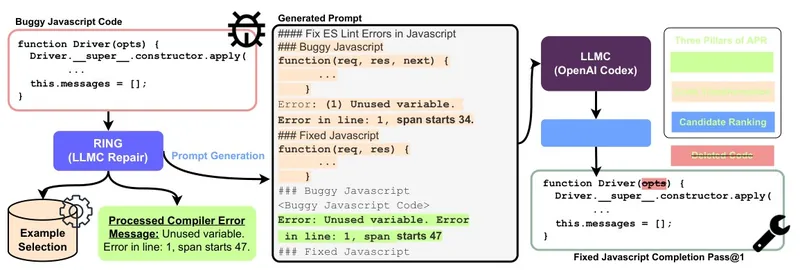 Buggy Javascript Code
function Driver(opts) {
Driver.__super__.constructor.apply(
...
this.messages = [];
}
RING
(LLMC Repair)
Prompt Generation
Example
Selection
Processed Compiler Error
Message: Unused variable.
Error in line: 1, span starts 47.
Generated Prompt
#### Fix ES Lint Errors in Javascript
### Buggy Javascript
function(req, res, next) {
...
}
Error: (1) Unused variable.
Error in line: 1, span starts 34.
### Fixed Javascript
function(req, res) {
...
}
### Buggy Javascript
<Buggy Javascript Code>
Error: Unused variable. Error
in line: 1, span starts 47
### Fixed Javascript
LLMC
(OpenAI Codex)
Three Pillars of APR
Candidate Ranking
Deleted Code
function Driver(opts) {
Driver.__super__.constructor.apply(
...
this.messages = [];
}
Fixed Javascript Completion Pass@1